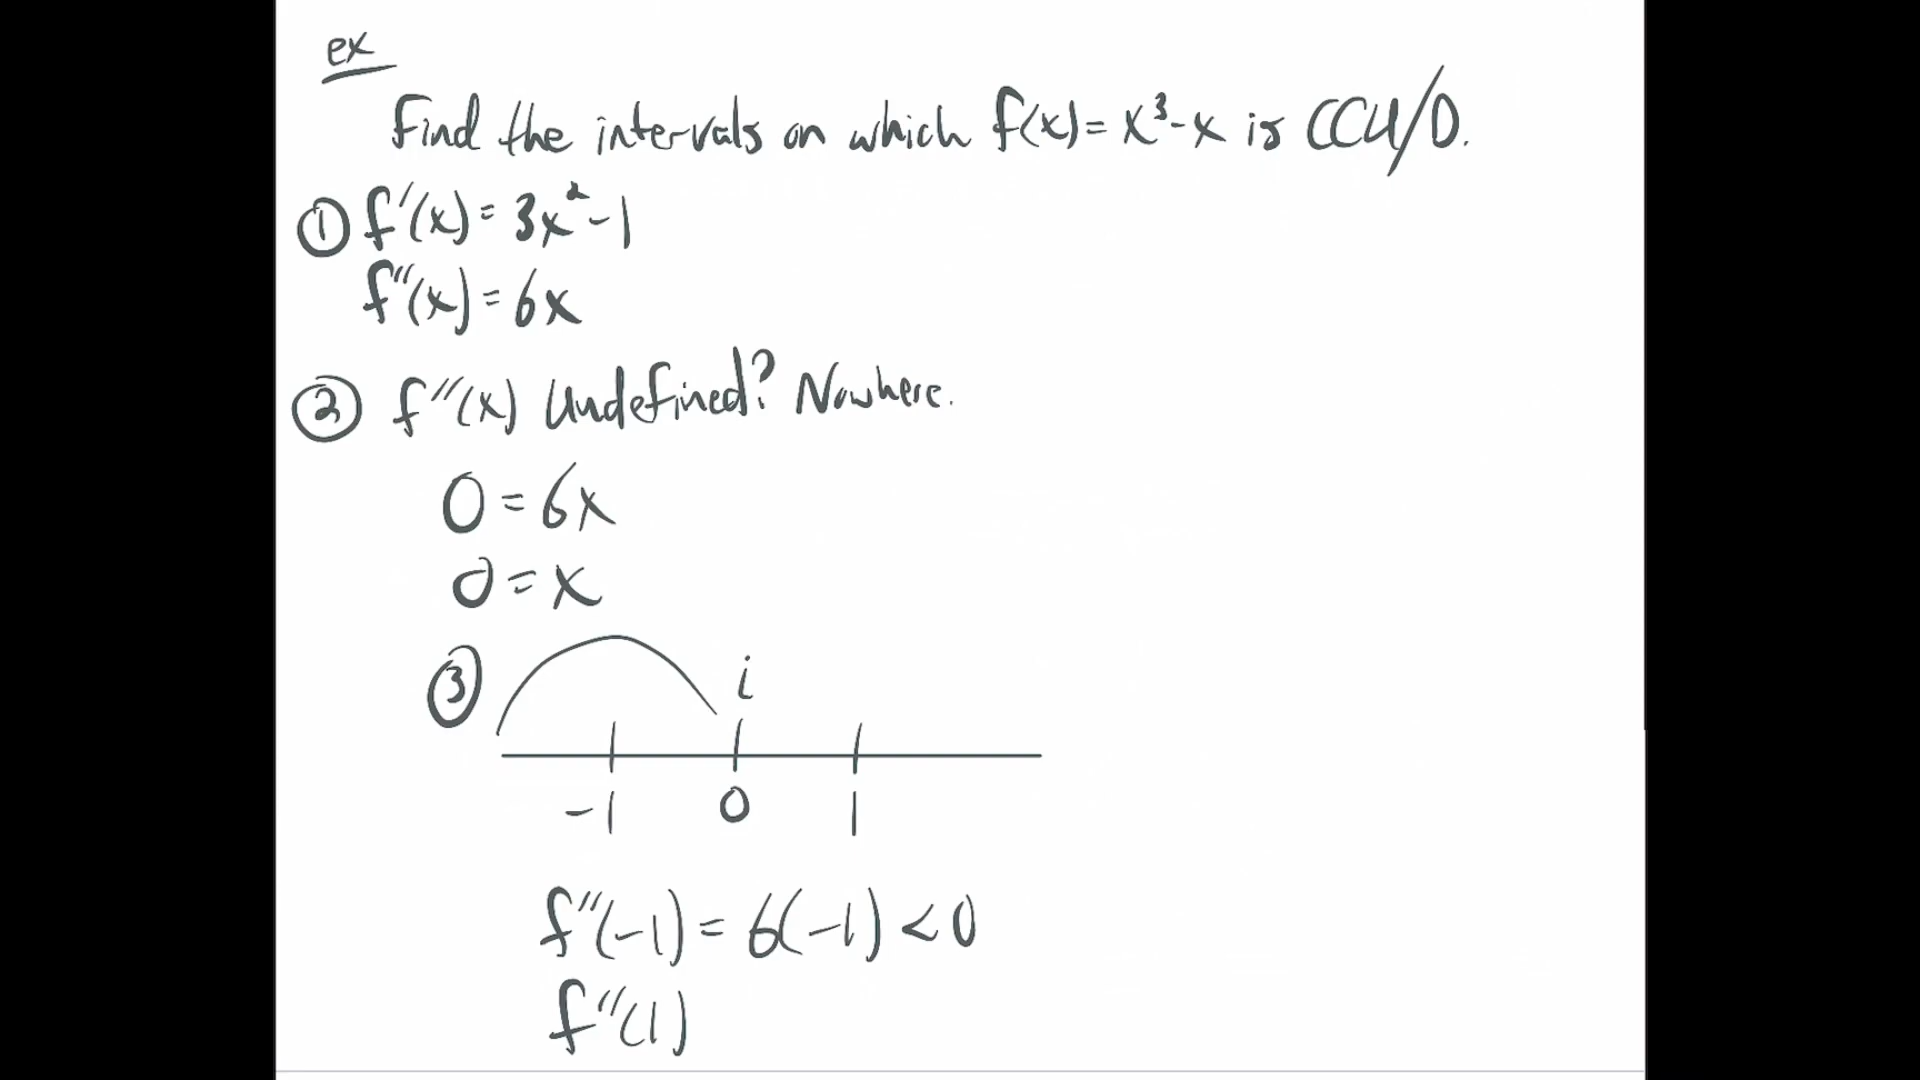 ex
Find the intervals on which f(x) = x³-x is CCU/D.
① f'(x) = 3x²-1
f''(x) = 6x
② f''(x) Undefined? Nowhere.
0 = 6x
0 = x
③ i
-1 0 1
f''(-1) = 6(-1) < 0
f''(1)